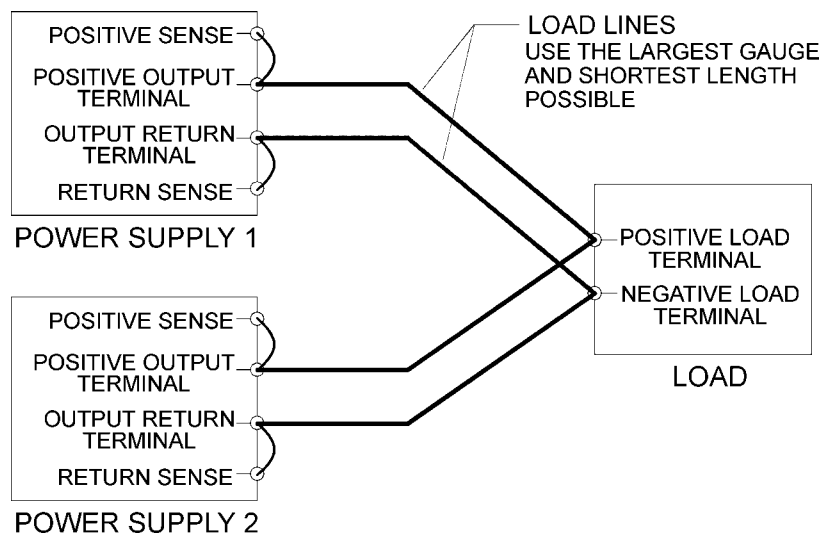 POSITIVE SENSE
POSITIVE OUTPUT
TERMINAL
OUTPUT RETURN
TERMINAL
RETURN SENSE
POWER SUPPLY 1
LOAD LINES
USE THE LARGEST GAUGE
AND SHORTEST LENGTH
POSSIBLE
POSITIVE LOAD
TERMINAL
NEGATIVE LOAD
TERMINAL
LOAD
POSITIVE SENSE
POSITIVE OUTPUT
TERMINAL
OUTPUT RETURN
TERMINAL
RETURN SENSE
POWER SUPPLY 2